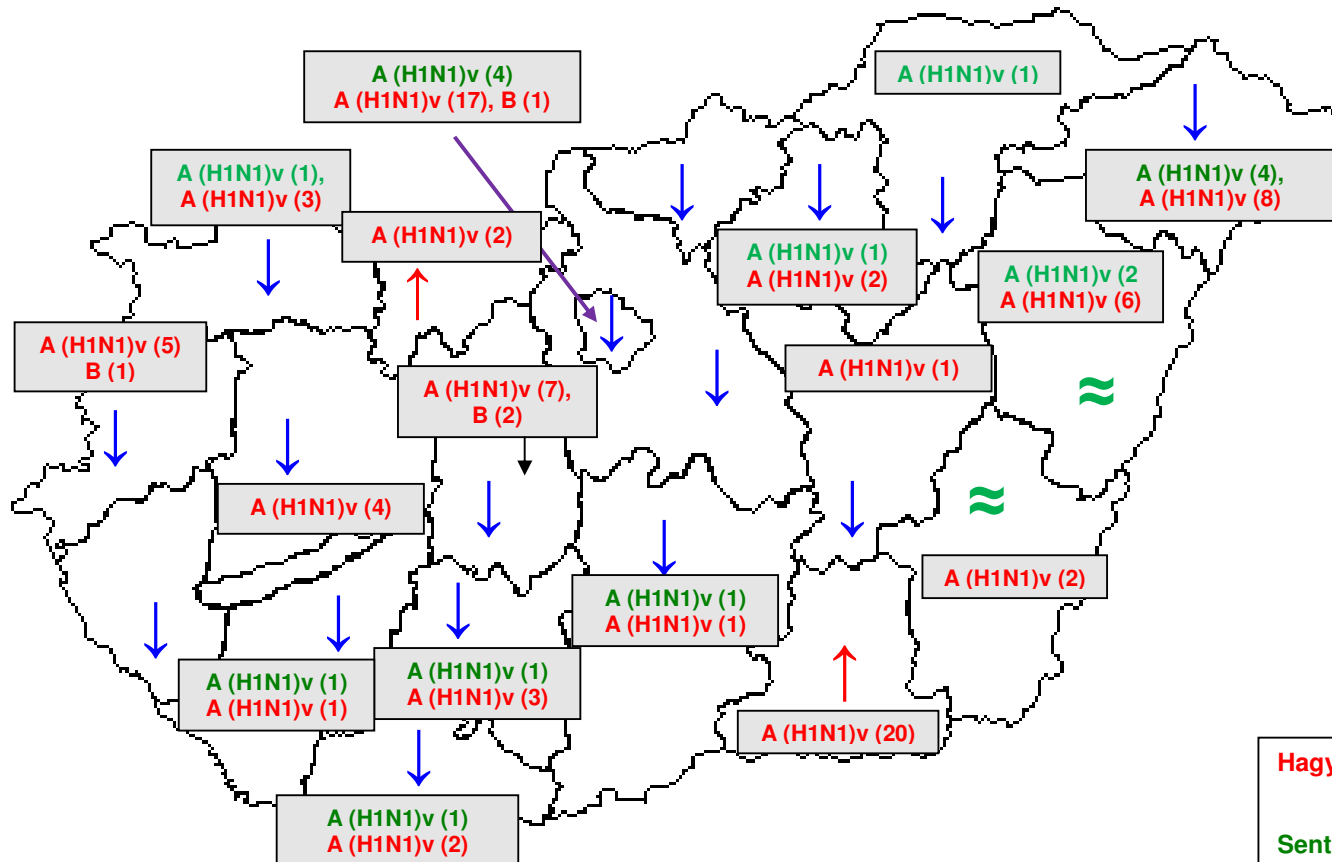 A (H1N1)v (4)
A (H1N1)v (17), B (1)
A (H1N1)v (1)
A (H1N1)v (1),
A (H1N1)v (3)
A (H1N1)v (4),
A (H1N1)v (8)
A (H1N1)v (2)
A (H1N1)v (1)
A (H1N1)v (2)
A (H1N1)v (2
A (H1N1)v (6)
A (H1N1)v (5)
B (1)
A (H1N1)v (7),
B (2)
A (H1N1)v (1)
A (H1N1)v (4)
A (H1N1)v (2)
A (H1N1)v (1)
A (H1N1)v (1)
A (H1N1)v (1)
A (H1N1)v (1)
A (H1N1)v (1)
A (H1N1)v (3)
A (H1N1)v (20)
A (H1N1)v (1)
A (H1N1)v (2)
Hagy
Sent